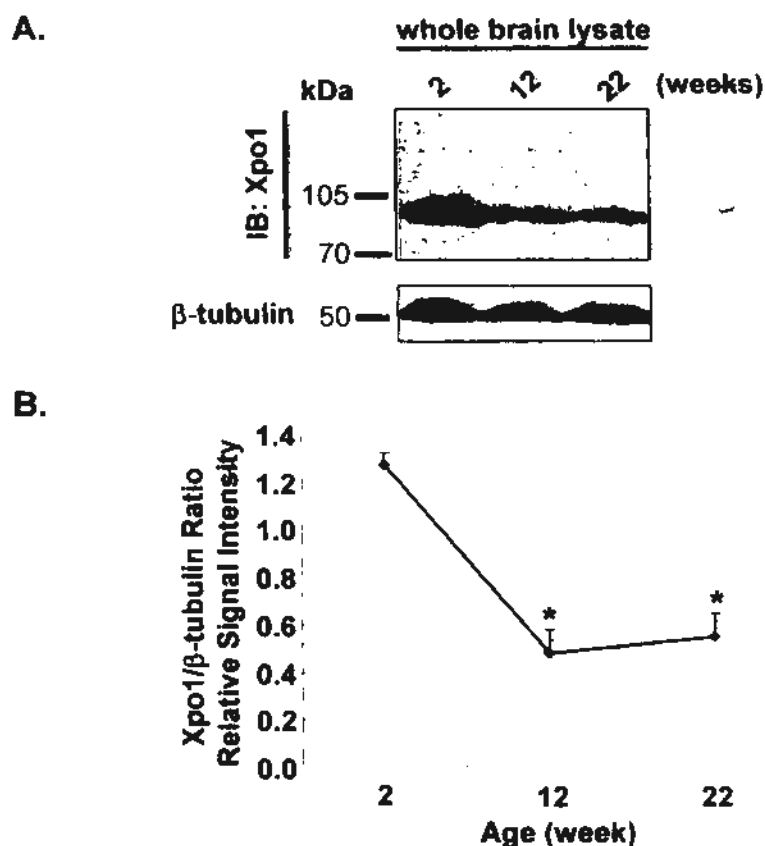 A.
whole brain lysate
kDa 2 12 22 (weeks)
IB: Xpo1
105
70
β-tubulin 50
B.
Xpo1/β-tubulin Ratio
Relative Signal Intensity
1.4
1.2
1.0
0.8
0.6
0.4
0.2
0.0
* *
2 12 22
Age (week)